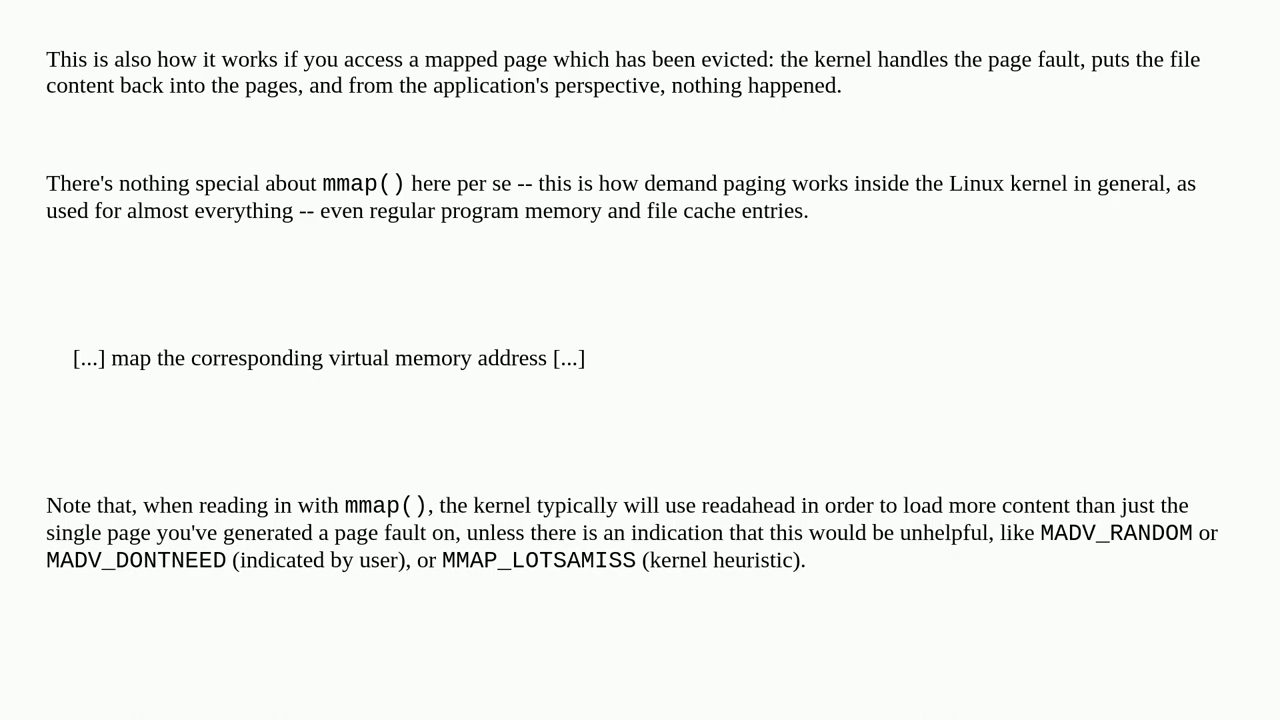 This is also how it works if you access a mapped page which has been evicted: the kernel handles the page fault, puts the file
content back into the pages, and from the application's perspective, nothing happened.
There's nothing special about mmap() here per se -- this is how demand paging works inside the Linux kernel in general, as
used for almost everything -- even regular program memory and file cache entries.
[...] map the corresponding virtual memory address [...]
Note that, when reading in with mmap(), the kernel typically will use readahead in order to load more content than just the
single page you've generated a page fault on, unless there is an indication that this would be unhelpful, like MADV_RANDOM or
MADV_DONTNEED (indicated by user), or MMAP_LOTSAMISS (kernel heuristic).